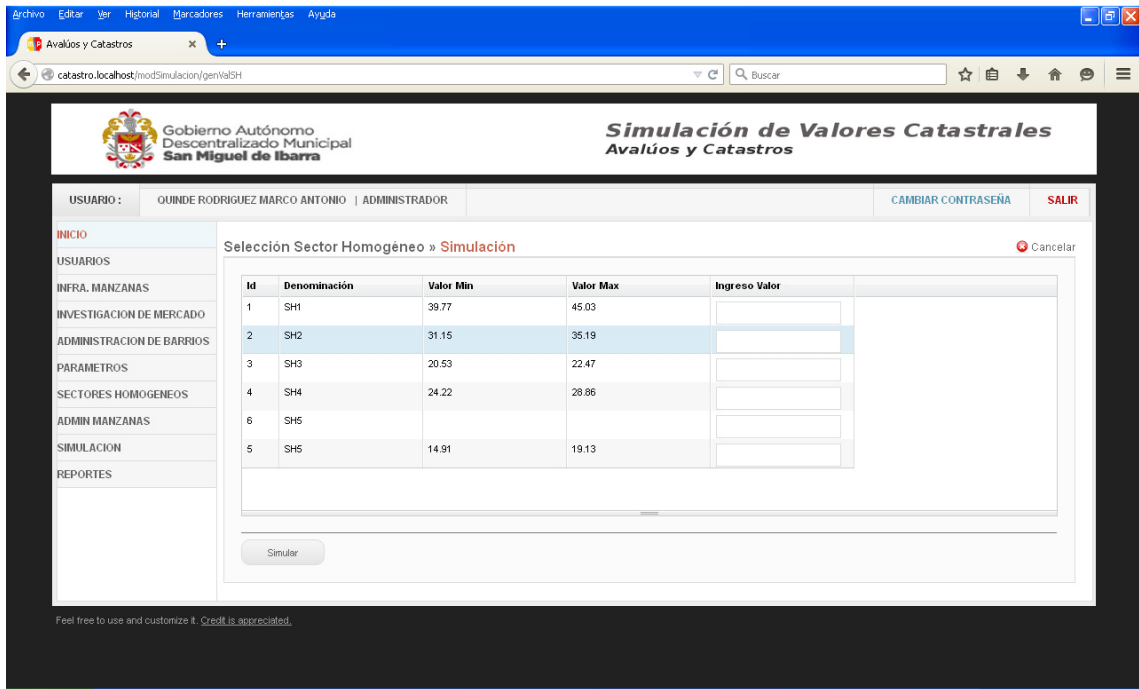 Archivo Editar Ver Historial Marcadores Herramientas Ayuda
Avalúos y Catastros
catastro.localhost/modSimulacion/genValSH
Buscar
Gobierno Autónomo
Descentralizado Municipal
San Miguel de Ibarra
Simulación de Valores Catastrales
Avalúos y Catastros
USUARIO : QUINDE RODRIGUEZ MARCO ANTONIO | ADMINISTRADOR CAMBIAR CONTRASEÑA SALIR
INICIO
USUARIOS
INFRA. MANZANAS
INVESTIGACION DE MERCADO
ADMINISTRACION DE BARRIOS
PARAMETROS
SECTORES HOMOGENEOS
ADMIN MANZANAS
SIMULACION
REPORTES
Selección Sector Homogéneo » Simulación Cancelar
Id Denominación Valor Min Valor Max Ingreso Valor
1 SH1 39.77 45.03
2 SH2 31.15 35.19
3 SH3 20.53 22.47
4 SH4 24.22 28.86
6 SH5
5 SH5 14.91 19.13
Simular
Feel free to use and customize it. Credit is appreciated.